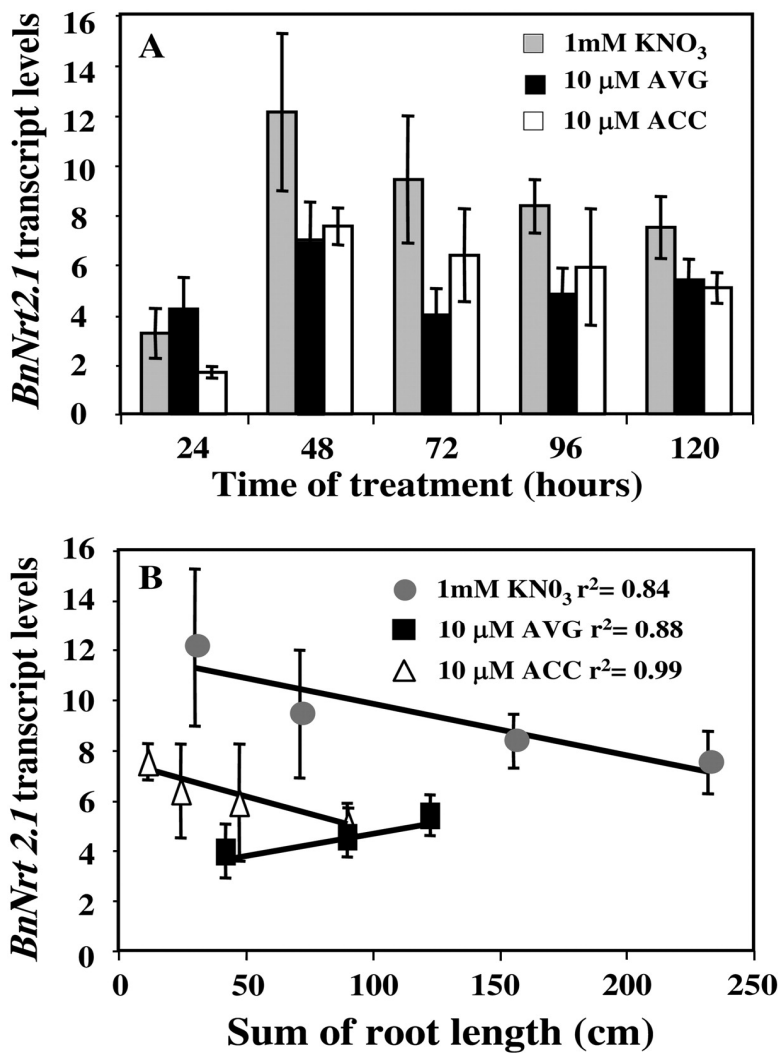 A
1mM KNO3
10 µM AVG
10 µM ACC
BnNrt2.1 transcript levels
16
14
12
10
8
6
4
2
0
24 48 72 96 120
Time of treatment (hours)
B
1mM KN03 r2= 0.84
10 µM AVG r2= 0.88
10 µM ACC r2= 0.99
BnNrt 2.1 transcript levels
16
14
12
10
8
6
4
2
0
0 50 100 150 200 250
Sum of root length (cm)